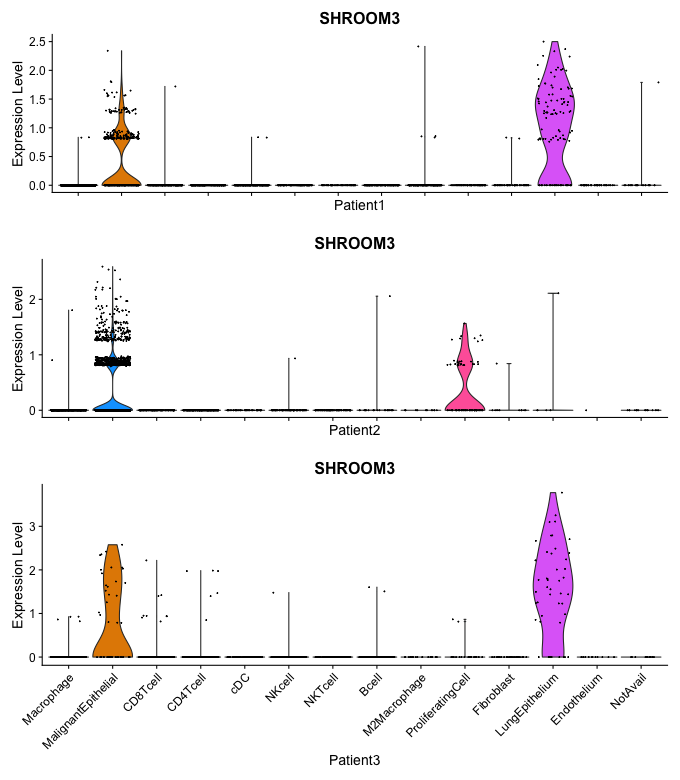 SHROOM3
Expression Level
2.5
2.0
1.5
1.0
0.5
0.0
Patient1
SHROOM3
Expression Level
2
1
0
Patient2
SHROOM3
Expression Level
3
2
1
0
Macrophage
MalignantEpithelial
CD8Tcell
CD4Tcell
cDC
NKcell
NKTcell
Bcell
M2Macrophage
ProliferatingCell
Fibroblast
LungEpithelium
Endothelium
NotAvail
Patient3